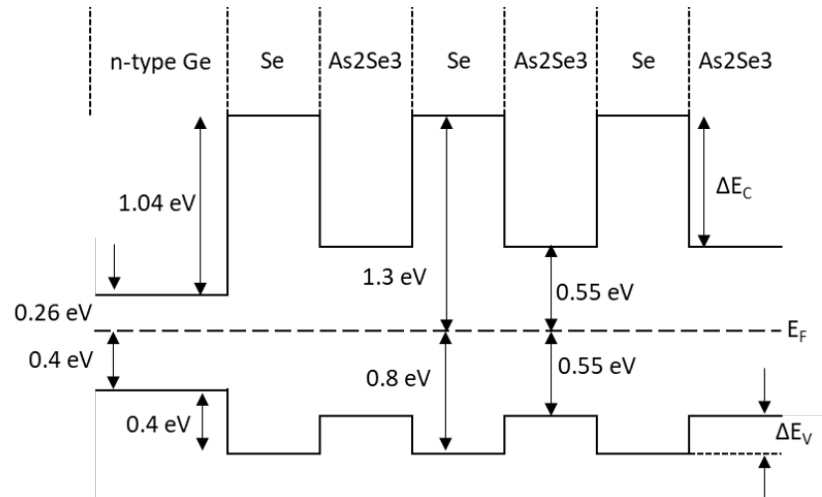 n-type Ge
Se
As2Se3
Se
As2Se3
Se
As2Se3
1.04 eV
ΔE_C
1.3 eV
0.55 eV
0.26 eV
E_F
0.4 eV
0.8 eV
0.55 eV
0.4 eV
ΔE_V